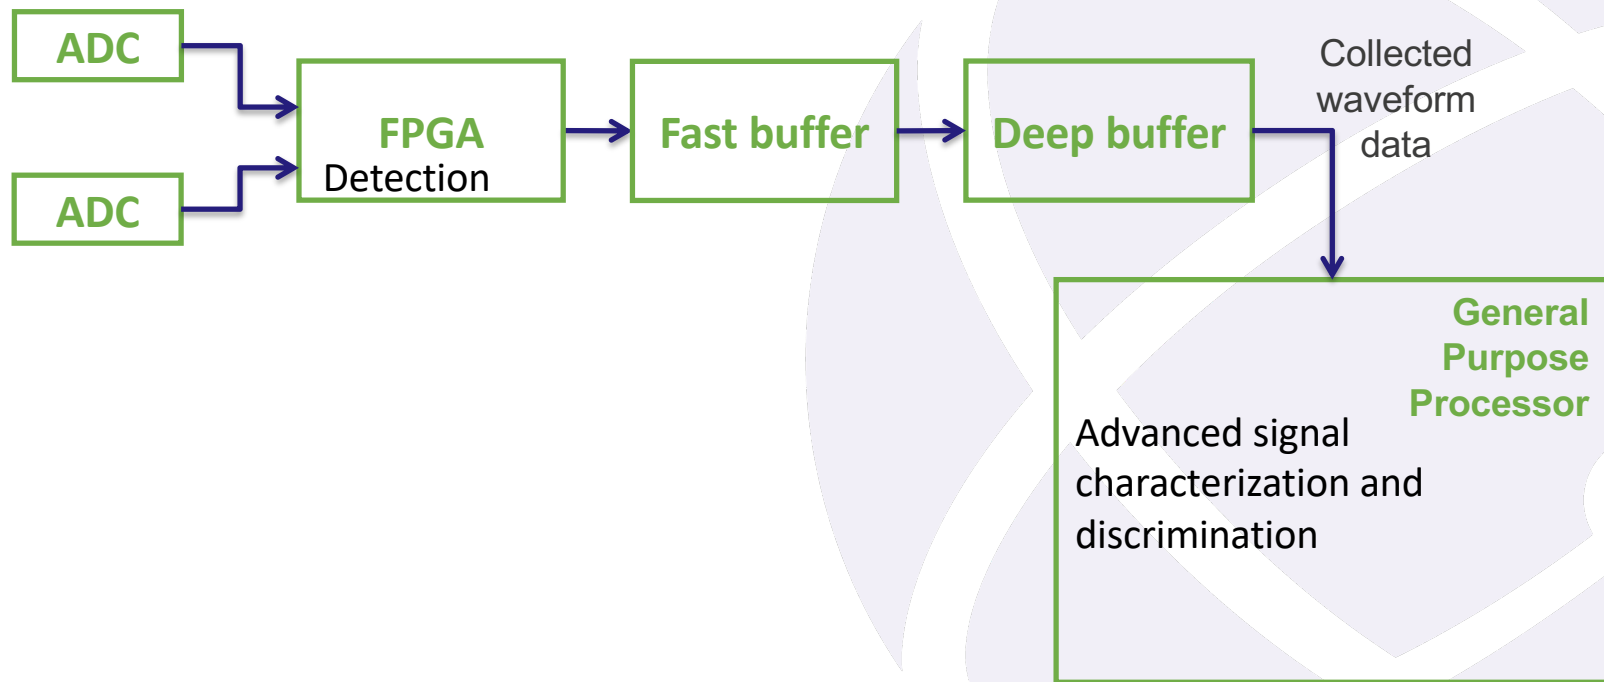 ADC
ADC
FPGA
Detection
Fast buffer
Deep buffer
Collected
waveform
data
General
Purpose
Processor
Advanced signal
characterization and
discrimination